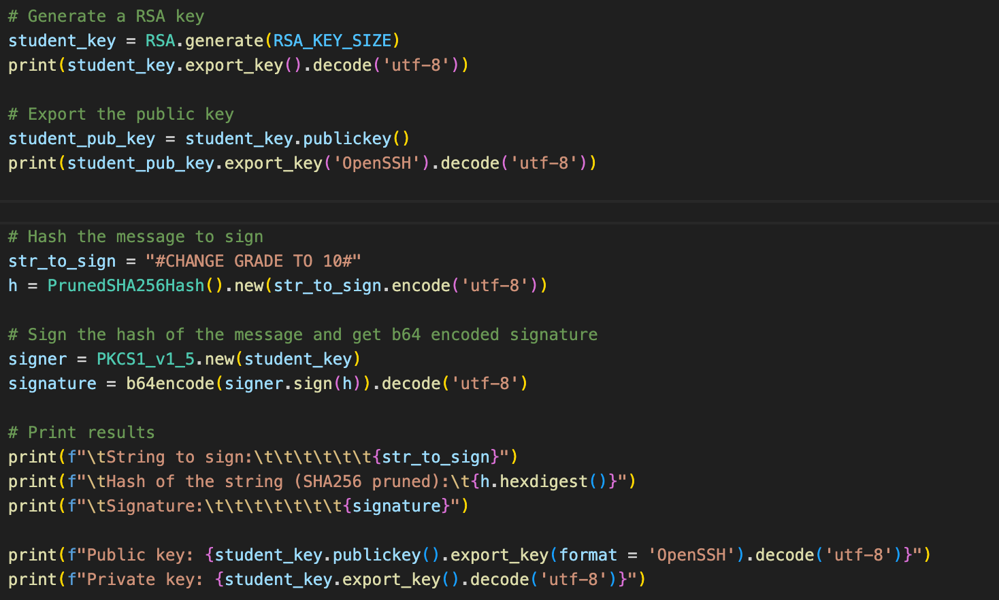 # Generate a RSA key
student_key = RSA.generate(RSA_KEY_SIZE)
print(student_key.export_key().decode('utf-8'))
# Export the public key
student_pub_key = student_key.publickey()
print(student_pub_key.export_key('OpenSSH').decode('utf-8'))
# Hash the message to sign
str_to_sign = "#CHANGE GRADE TO 10#"
h = PrunedSHA256Hash().new(str_to_sign.encode('utf-8'))
# Sign the hash of the message and get b64 encoded signature
signer = PKCS1_v1_5.new(student_key)
signature = b64encode(signer.sign(h)).decode('utf-8')
# Print results
print(f"\tString to sign:\t\t\t\t\t\t{str_to_sign}")
print(f"\tHash of the string (SHA256 pruned):\t{h.hexdigest()}")
print(f"\tSignature:\t\t\t\t\t\t\t{signature}")
print(f"Public key: {student_key.publickey().export_key(format = 'OpenSSH').decode('utf-8')}")
print(f"Private key: {student_key.export_key().decode('utf-8')}")